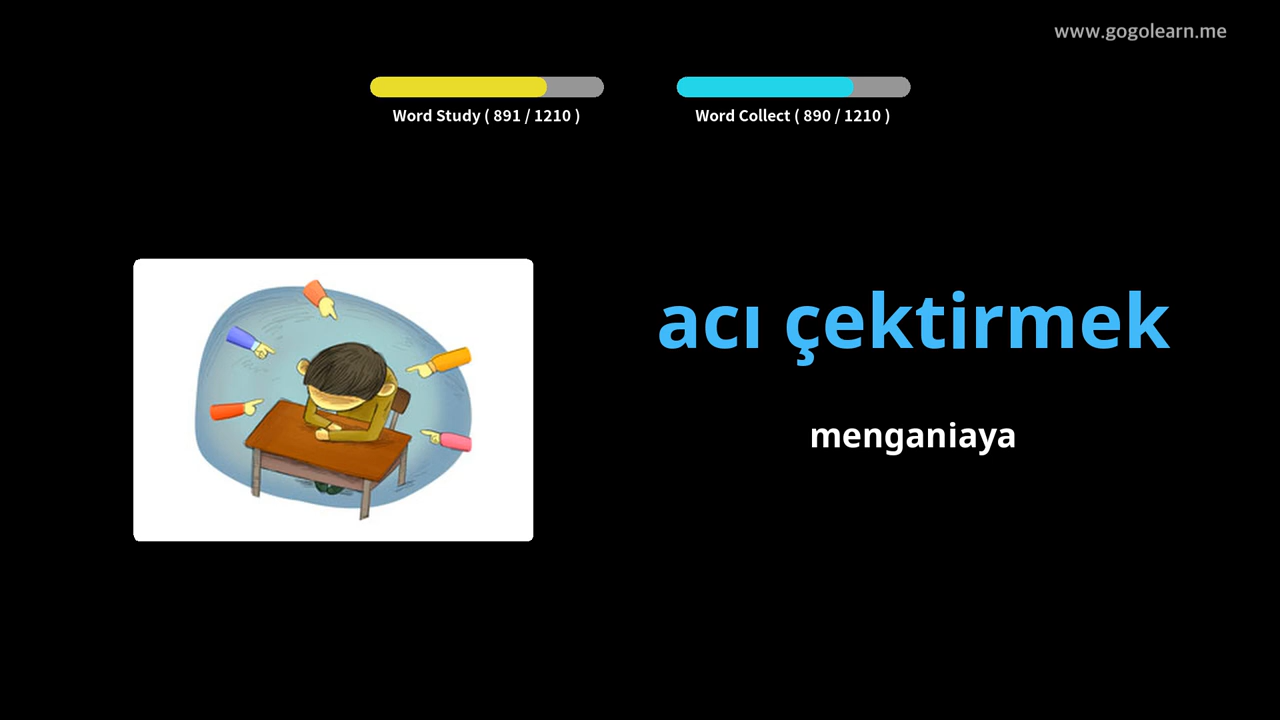 www.gogolearn.me
Word Study ( 891 / 1210 )
Word Collect ( 890 / 1210 )
acı çektirmek
menganiaya